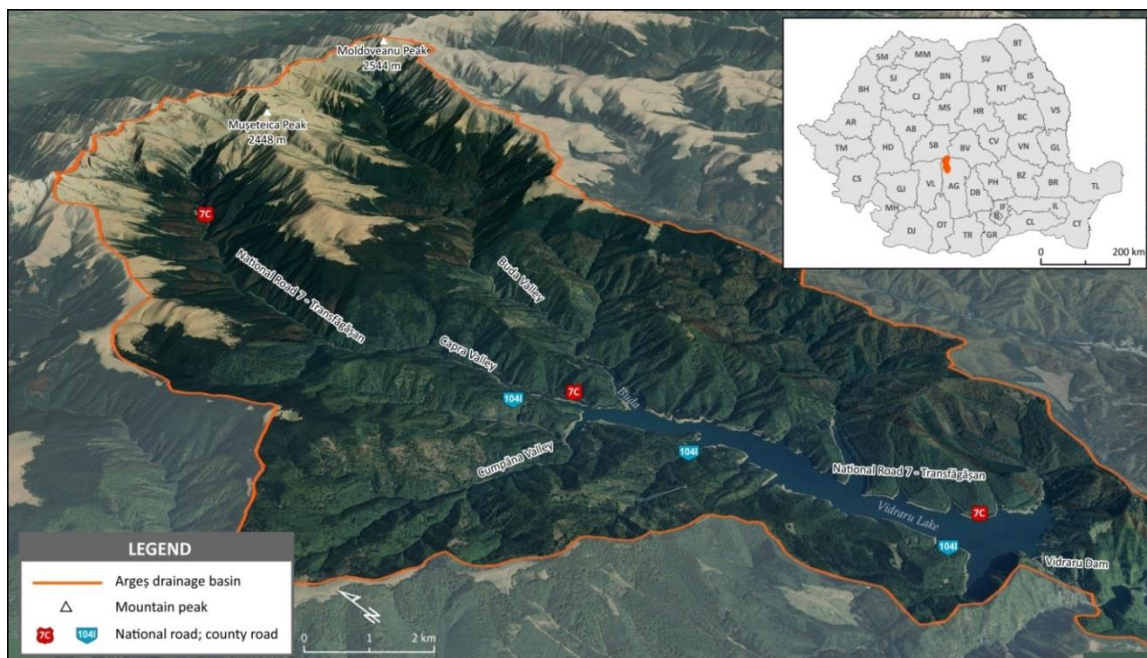 Moldoveanu Peak
2544 m
Mușeteica Peak
2448 m
7C
National Road 7 - Transfăgășan
Buda Valley
Capra Valley
7C
104I
Buda
Cumpăna Valley
104I
National Road 7 - Transfăgășan
Vidraru Lake
7C
104I
Vidraru Dam
SM
MM
BT
SV
SJ
BN
IS
BH
NT
CJ
MS
HR
VS
BC
AR
AB
SB
BV
CV
VN
GL
TM
HD
CS
GJ
VL
AG
PH
BZ
BR
TL
DB
MH
IF
IL
B
OT
DJ
TR
GR
CL
CT
0 200 km
LEGEND
Argeș drainage basin
Mountain peak
7C 104I National road; county road
N
0 1 2 km